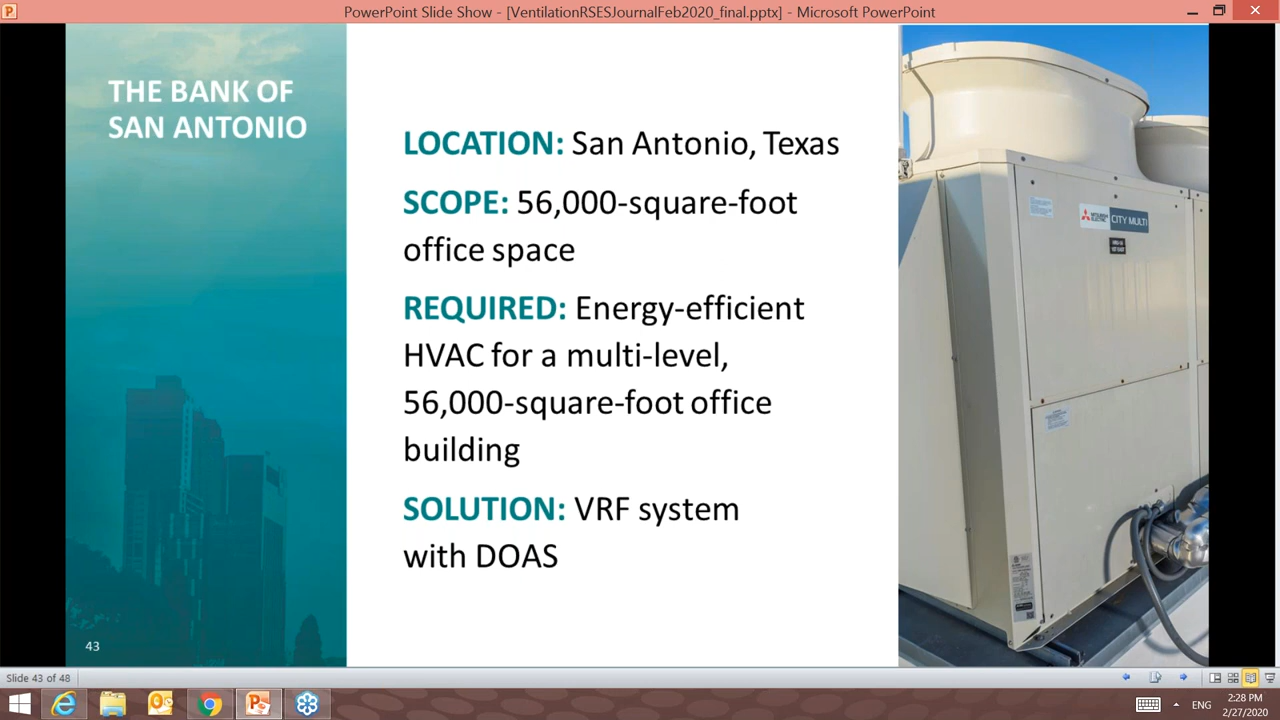 PowerPoint Slide Show - [VentilationRSESJournalFeb2020_final.pptx] - Microsoft PowerPoint
THE BANK OF
SAN ANTONIO
LOCATION: San Antonio, Texas
SCOPE: 56,000-square-foot
office space
REQUIRED: Energy-efficient
HVAC for a multi-level,
56,000-square-foot office
building
SOLUTION: VRF system
with DOAS
MITSUBISHI
ELECTRIC
CITY MULTI
43
Slide 43 of 48
ENG
2:28 PM
2/27/2020